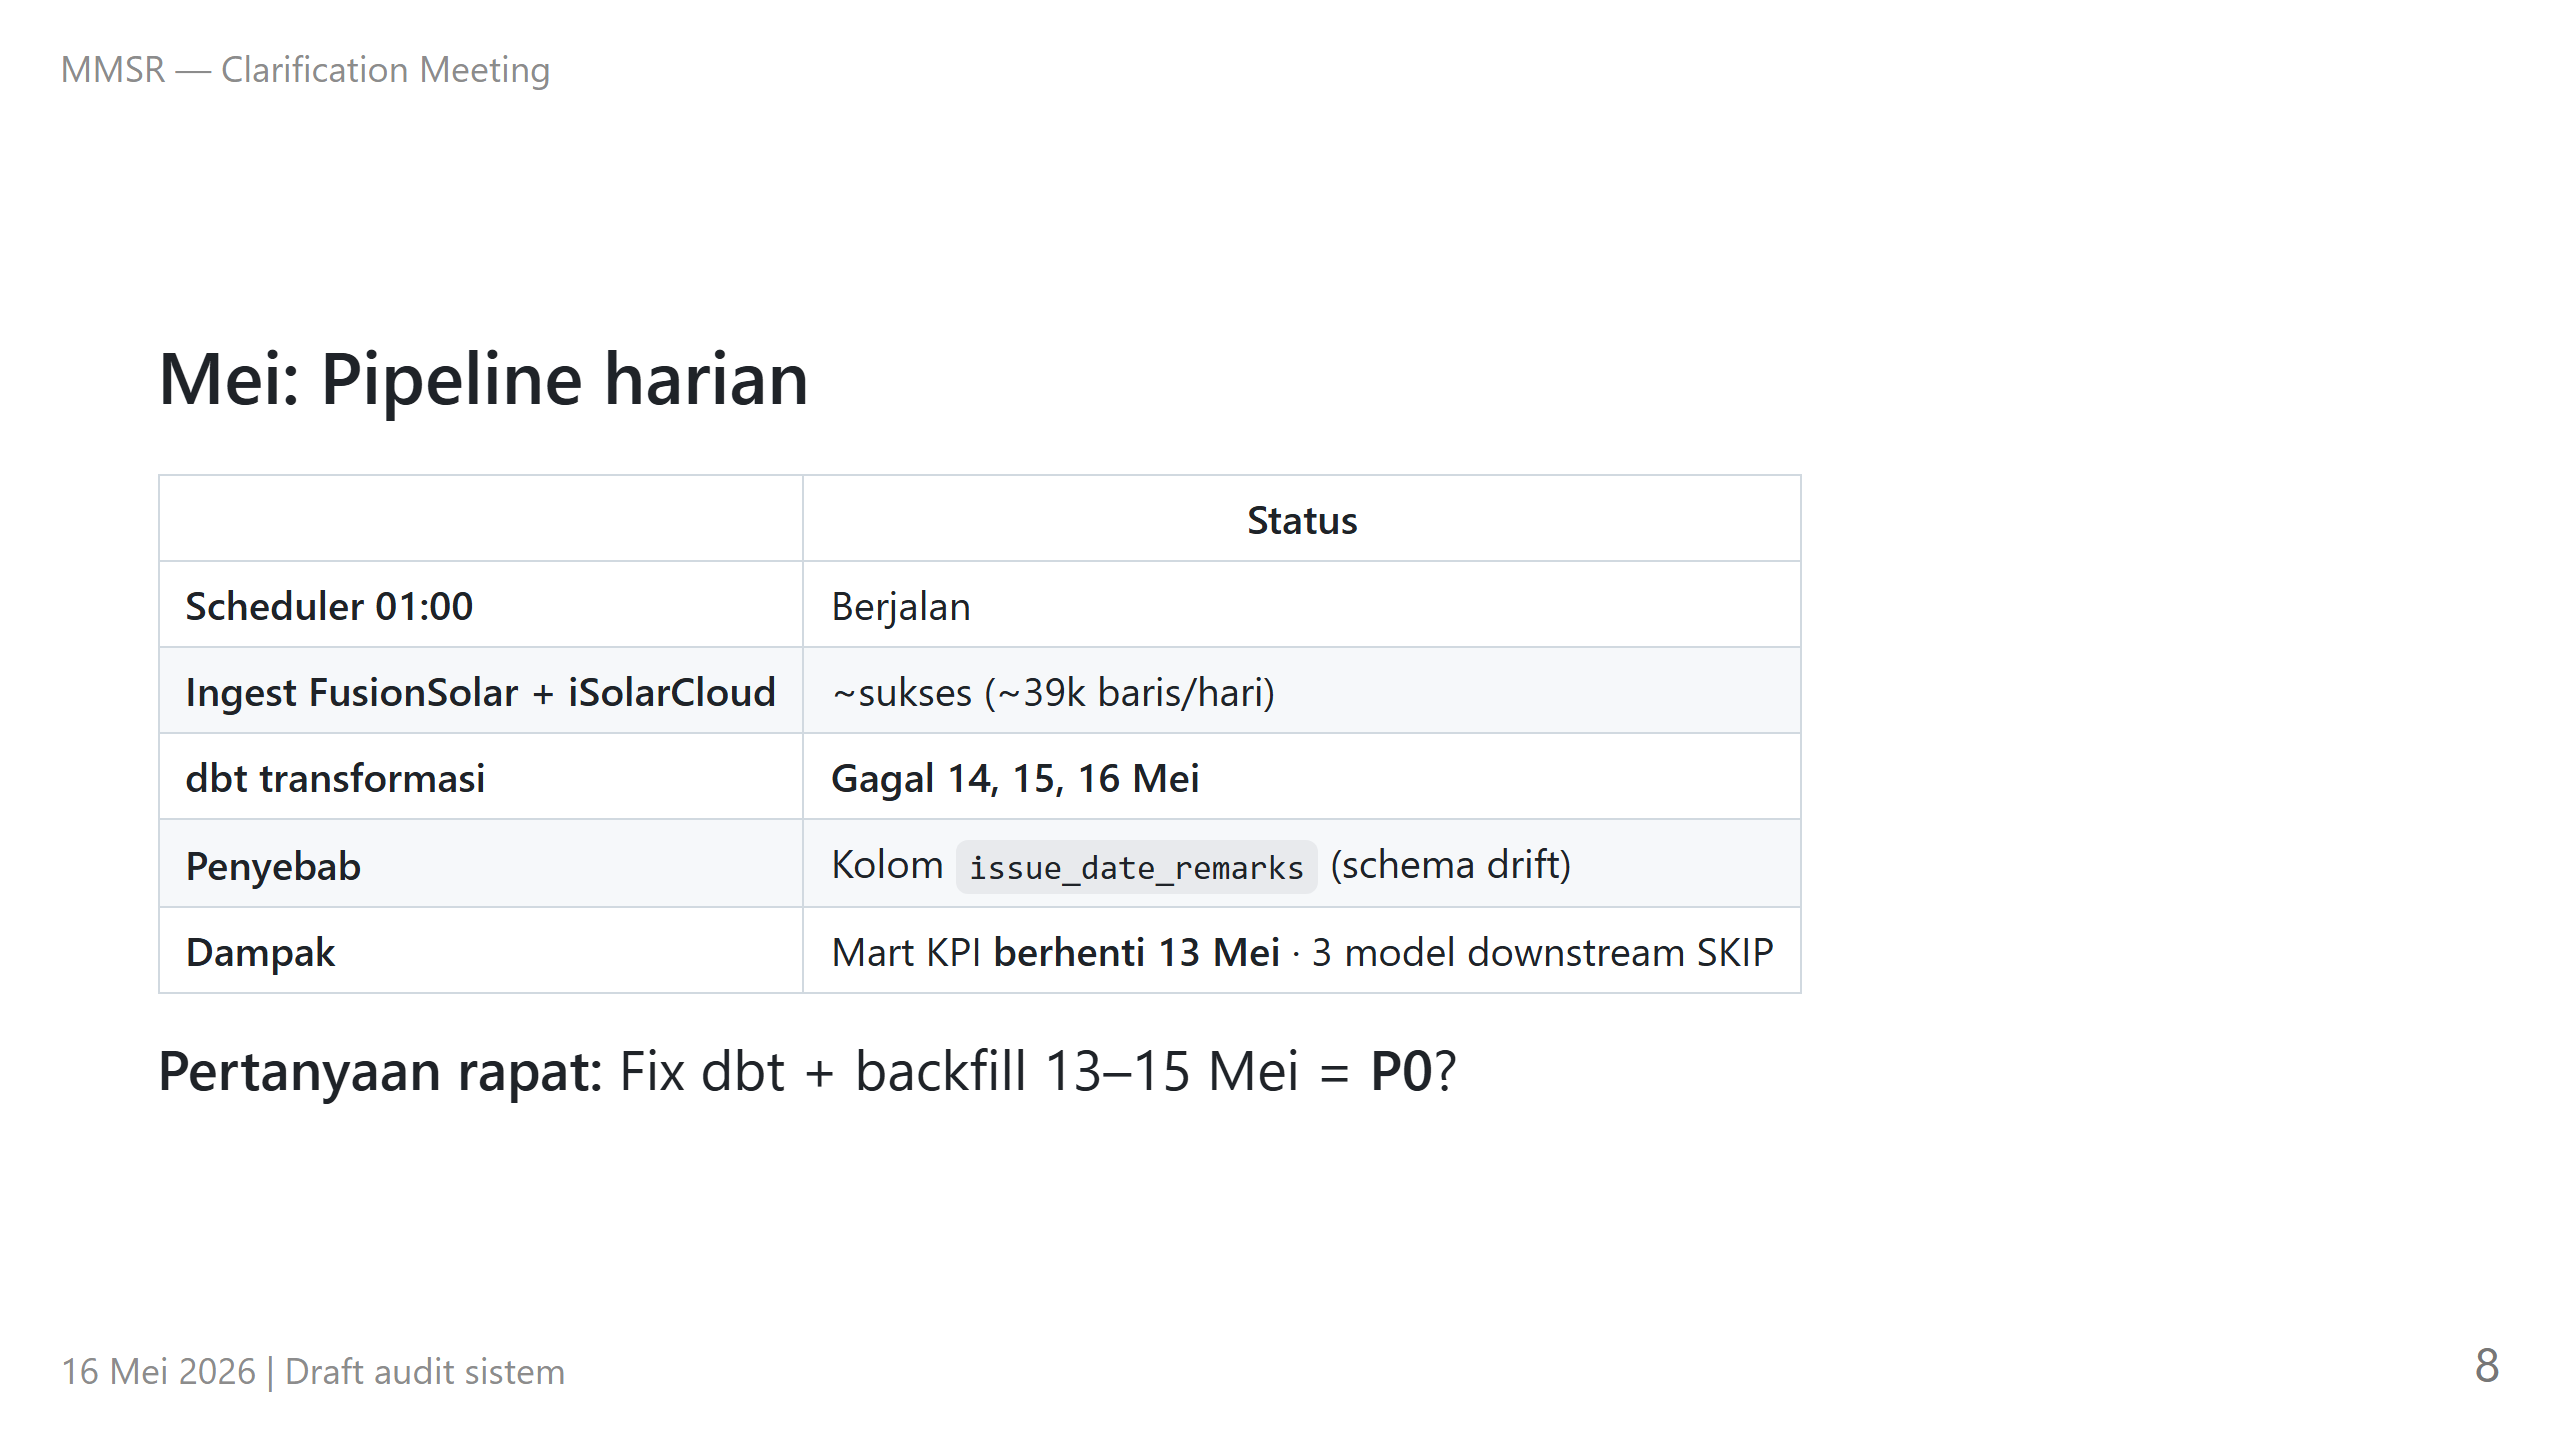 MMSR — Clarification Meeting
Mei: Pipeline harian
Status
Scheduler 01:00 Berjalan
Ingest FusionSolar + iSolarCloud ~sukses (~39k baris/hari)
dbt transformasi Gagal 14, 15, 16 Mei
Penyebab Kolom issue_date_remarks (schema drift)
Dampak Mart KPI berhenti 13 Mei · 3 model downstream SKIP
Pertanyaan rapat: Fix dbt + backfill 13–15 Mei = P0?
16 Mei 2026 | Draft audit sistem
8